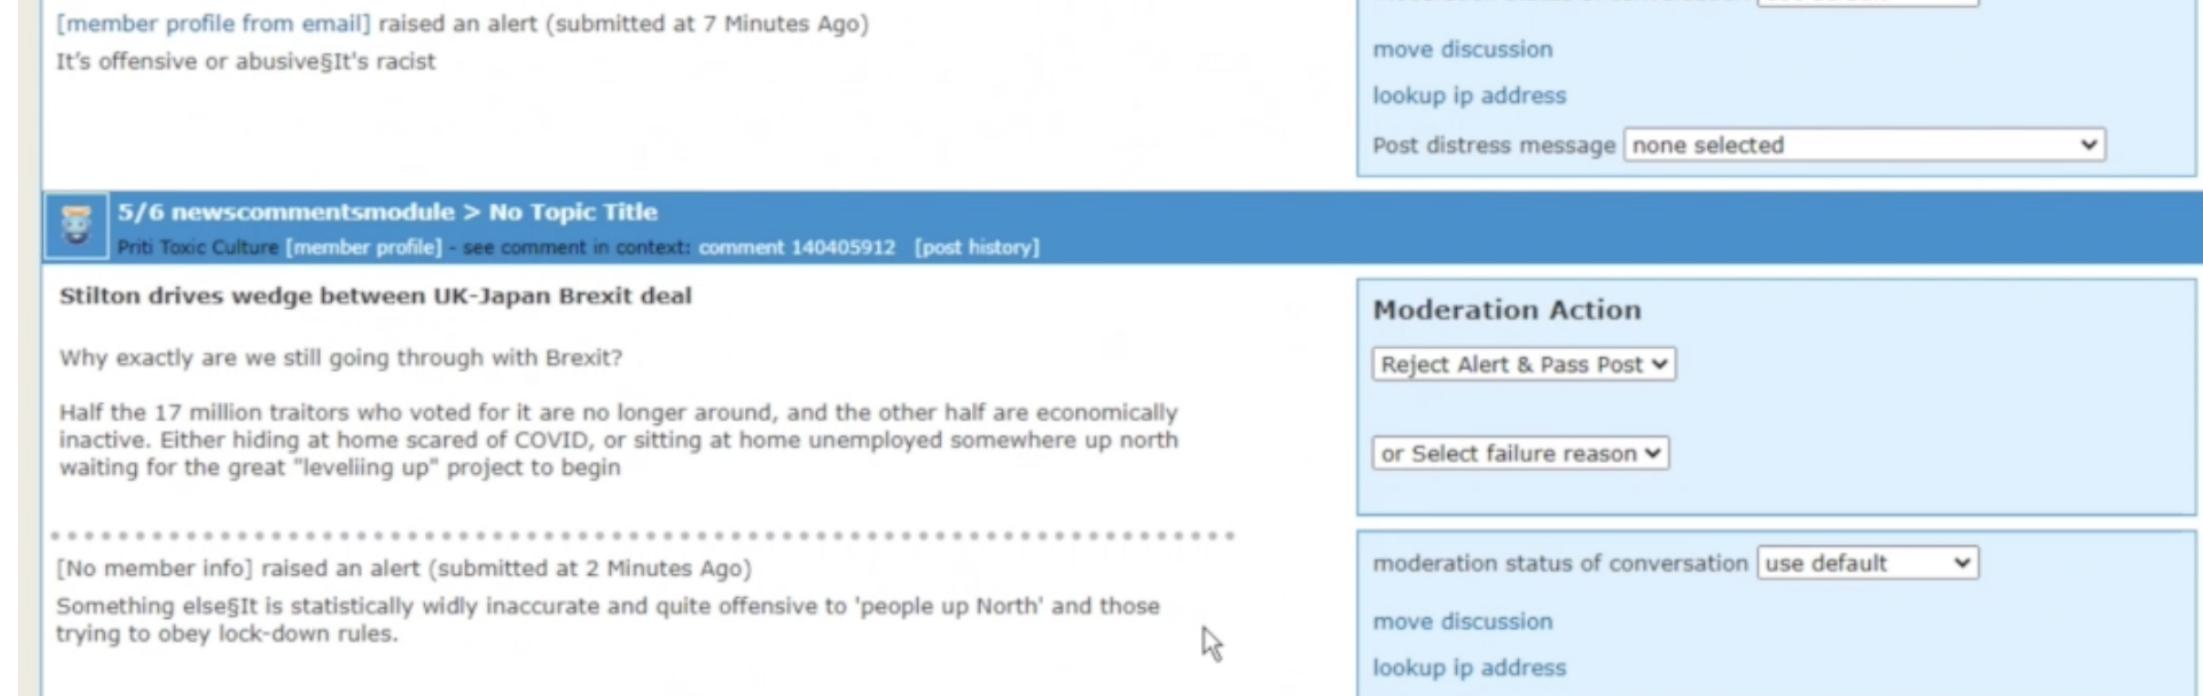 [member profile from email] raised an alert (submitted at 7 Minutes Ago)
It's offensive or abusive§It's racist
move discussion
lookup ip address
Post distress message none selected
5/6 newscommentsmodule > No Topic Title
Priti Toxic Culture [member profile] - see comment in context: comment 140405912 [post history]
Stilton drives wedge between UK-Japan Brexit deal
Why exactly are we still going through with Brexit?
Half the 17 million traitors who voted for it are no longer around, and the other half are economically
inactive. Either hiding at home scared of COVID, or sitting at home unemployed somewhere up north
waiting for the great "leveliing up" project to begin
Moderation Action
Reject Alert & Pass Post
or Select failure reason
[No member info] raised an alert (submitted at 2 Minutes Ago)
Something else§It is statistically widly inaccurate and quite offensive to 'people up North' and those
trying to obey lock-down rules.
moderation status of conversation use default
move discussion
lookup ip address